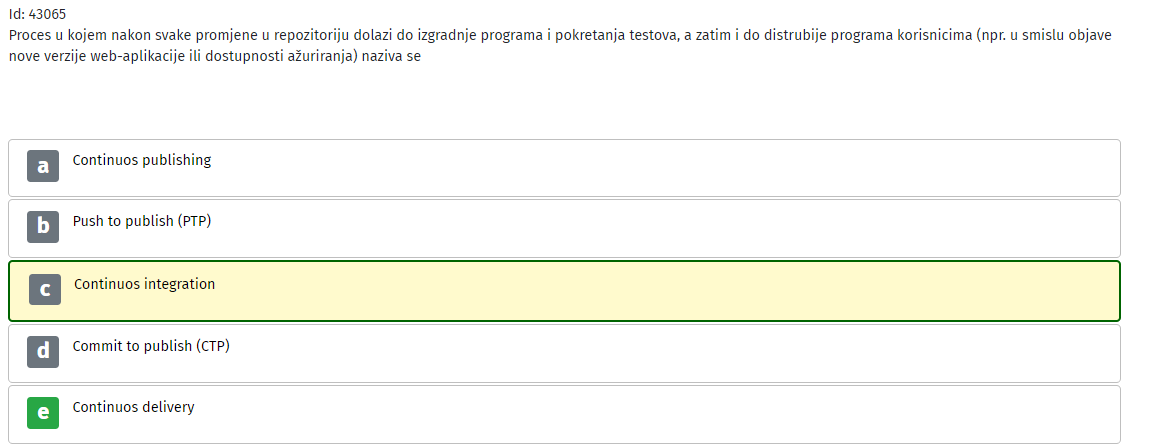 Id: 43065
Proces u kojem nakon svake promjene u repozitoriju dolazi do izgradnje programa i pokretanja testova, a zatim i do distrubije programa korisnicima (npr. u smislu objave
nove verzije web-aplikacije ili dostupnosti ažuriranja) naziva se
a Continuos publishing
b Push to publish (PTP)
c Continuos integration
d Commit to publish (CTP)
e Continuos delivery